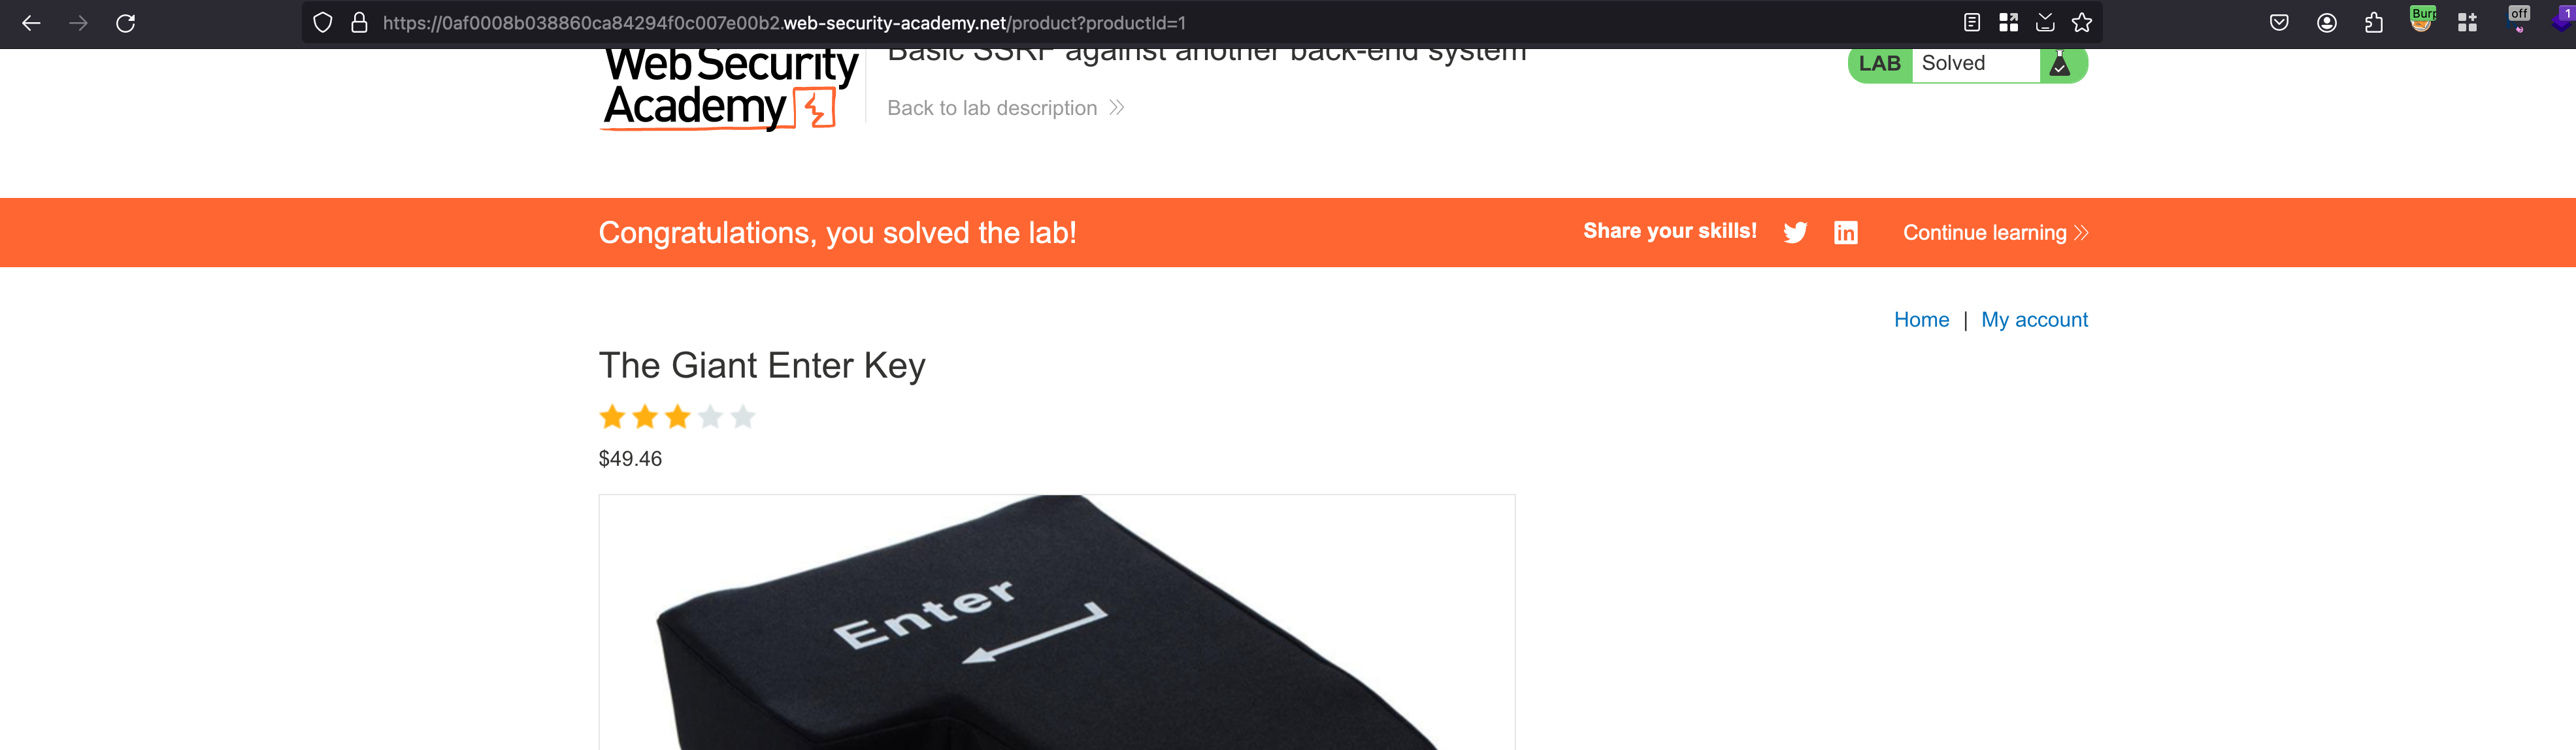 https://0af0008b038860ca84294f0c007e00b2.web-security-academy.net/product?productId=1
Burp
off
1
Web Security
Academy
Basic SSRF against another back-end system
Back to lab description
LAB Solved
Congratulations, you solved the lab!
Share your skills!
in
Continue learning
Home | My account
The Giant Enter Key
$49.46
Enter